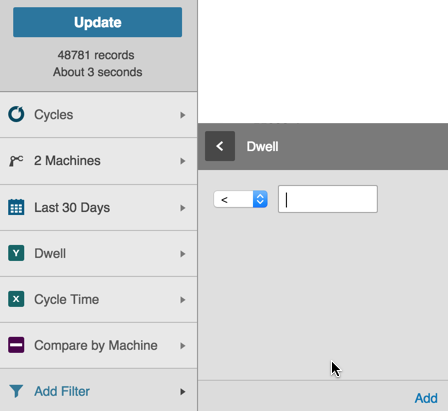 Update
48781 records
About 3 seconds
Cycles
2 Machines
Last 30 Days
Y Dwell
X Cycle Time
Compare by Machine
Add Filter
Dwell
<
Add